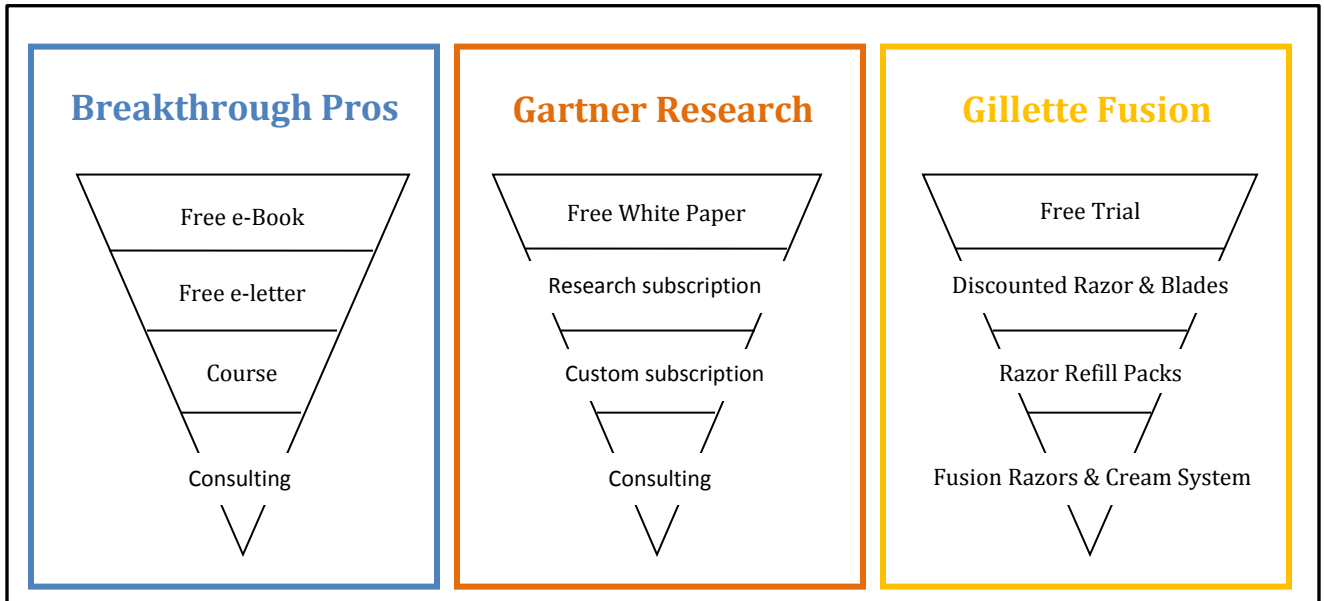 Breakthrough Pros
Free e-Book
Free e-letter
Course
Consulting
Gartner Research
Free White Paper
Research subscription
Custom subscription
Consulting
Gillette Fusion
Free Trial
Discounted Razor & Blades
Razor Refill Packs
Fusion Razors & Cream System